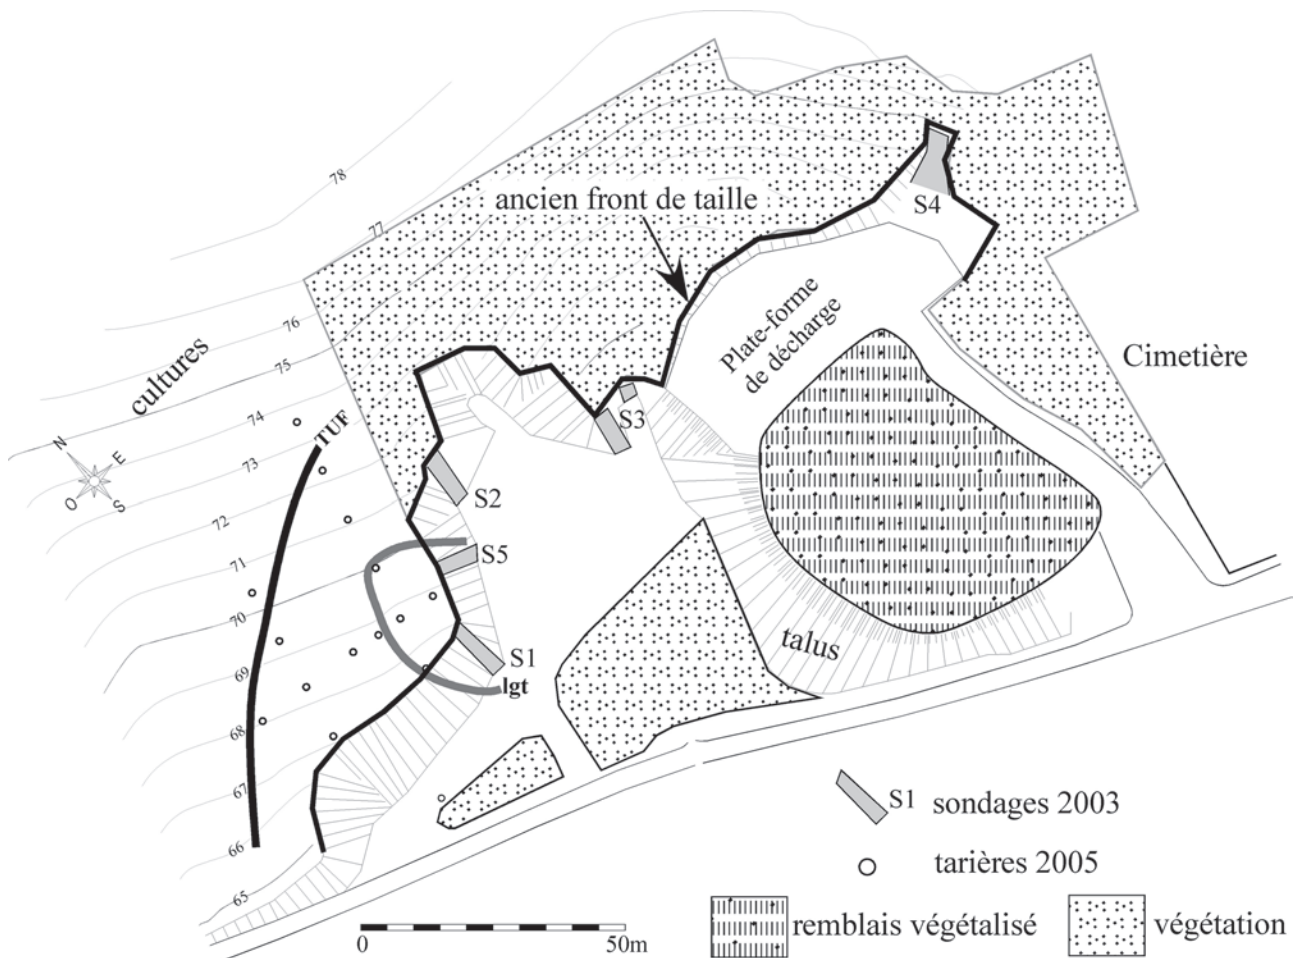 78
77
76
75
74
73
72
71
70
69
68
67
66
65
cultures
TUF
N
E
S
O
ancien front de taille
S4
Plate-forme
de décharge
Cimetière
S3
S2
S5
S1
lgt
talus
S1 sondages 2003
tarières 2005
remblais végétalisé
végétation
0 50m